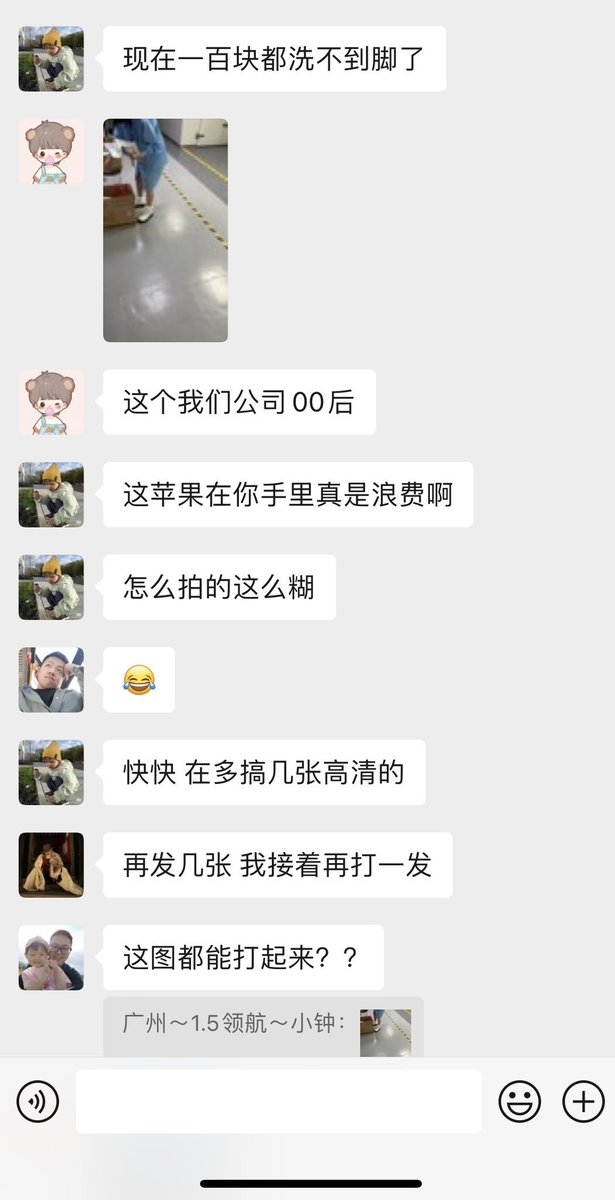 现在一百块都洗不到脚了
这个我们公司00后
这苹果在你手里真是浪费啊
怎么拍的这么糊
快快 在多搞几张高清的
再发几张 我接着再打一发
这图都能打起来？？
广州～1.5领航～小钟：